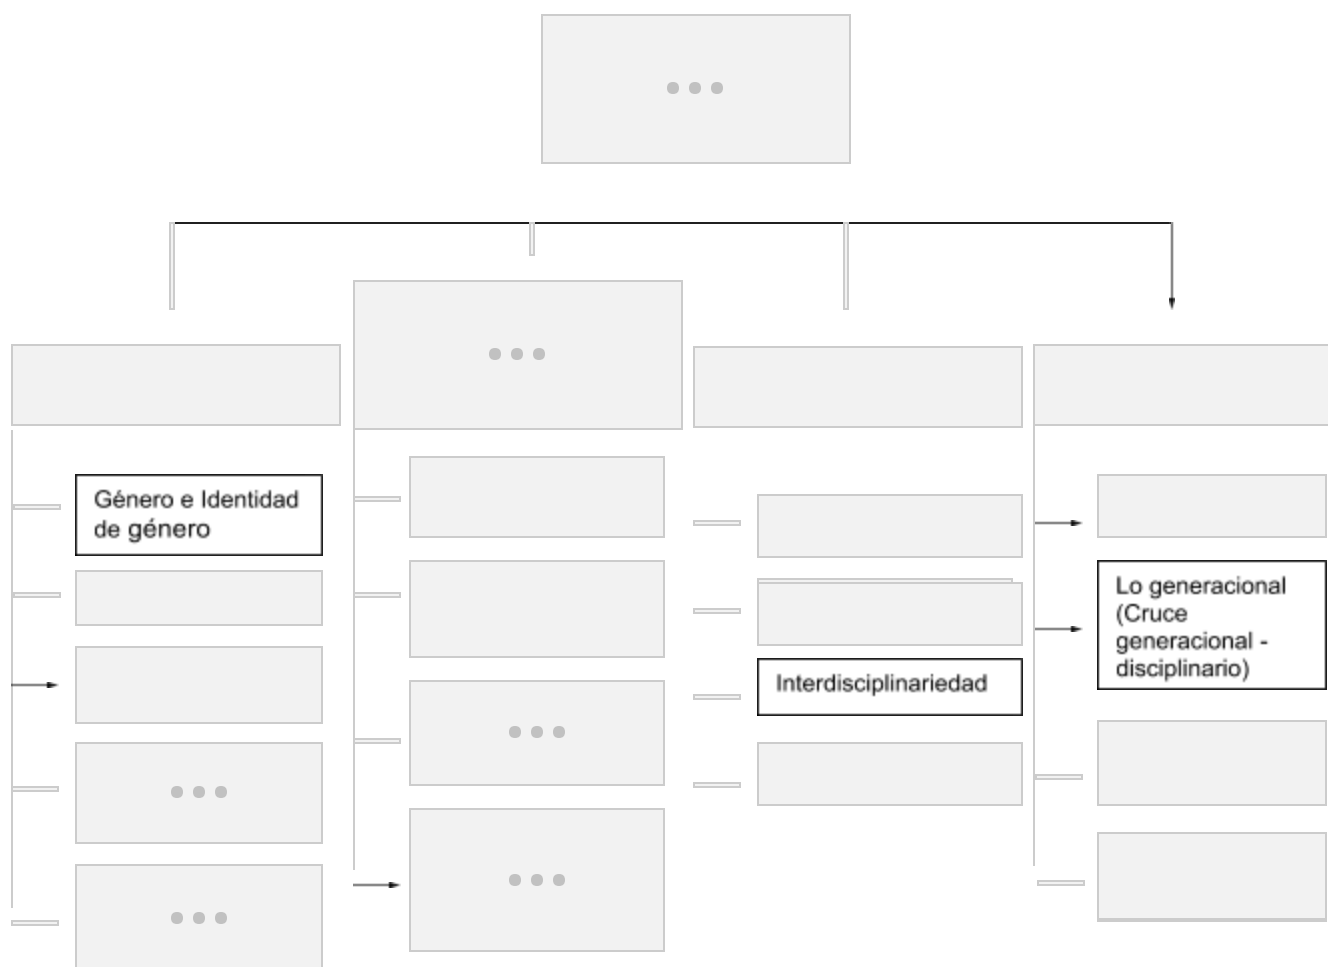 Género e Identidad
de género
Interdisciplinariedad
Lo generacional
(Cruce
generacional -
disciplinario)